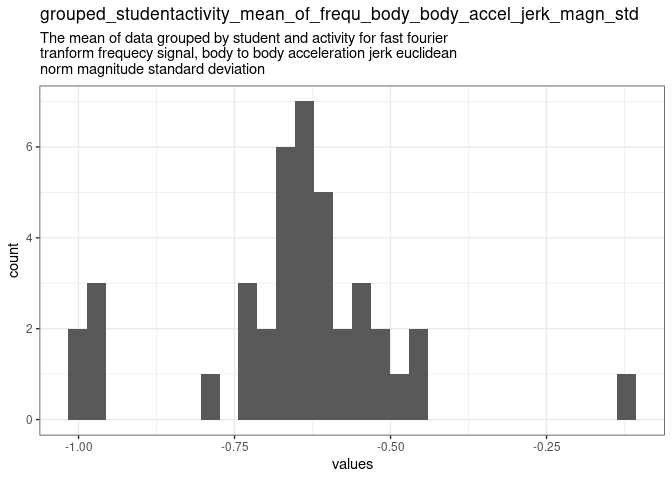 grouped_studentactivity_mean_of_frequ_body_body_accel_jerk_magn_std
The mean of data grouped by student and activity for fast fourier
tranform frequecy signal, body to body acceleration jerk euclidean
norm magnitude standard deviation
6
4
2
0
count
-1.00 -0.75 -0.50 -0.25
values